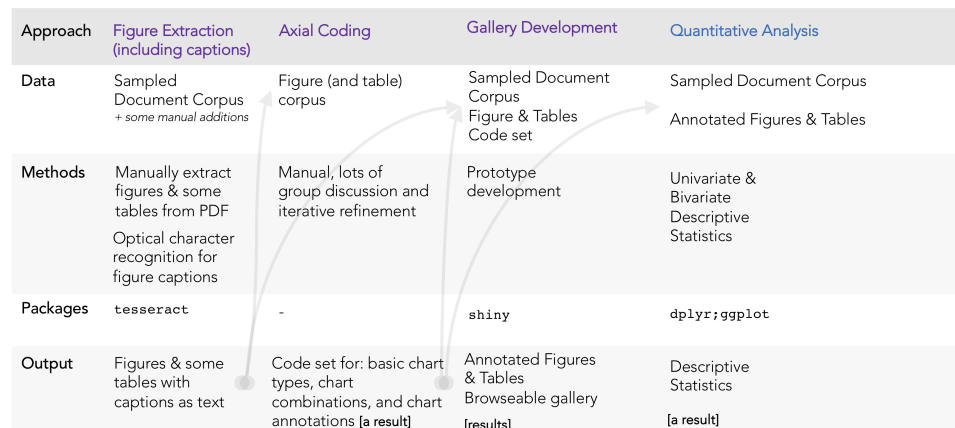 Approach
Figure Extraction
(including captions)
Axial Coding
Gallery Development
Quantitative Analysis
Data
Sampled
Document Corpus
+ some manual additions
Figure (and table)
corpus
Sampled Document
Corpus
Figure & Tables
Code set
Sampled Document Corpus
Annotated Figures & Tables
Methods
Manually extract
figures & some
tables from PDF
Optical character
recognition for
figure captions
Manual, lots of
group discussion and
iterative refinement
Prototype
development
Univariate &
Bivariate
Descriptive
Statistics
Packages
tesseract
-
shiny
dplyr;ggplot
Output
Figures & some
tables with
captions as text
Code set for: basic chart
types, chart
combinations, and chart
annotations [a result]
Annotated Figures
& Tables
Browseable gallery
[results]
Descriptive
Statistics
[a result]